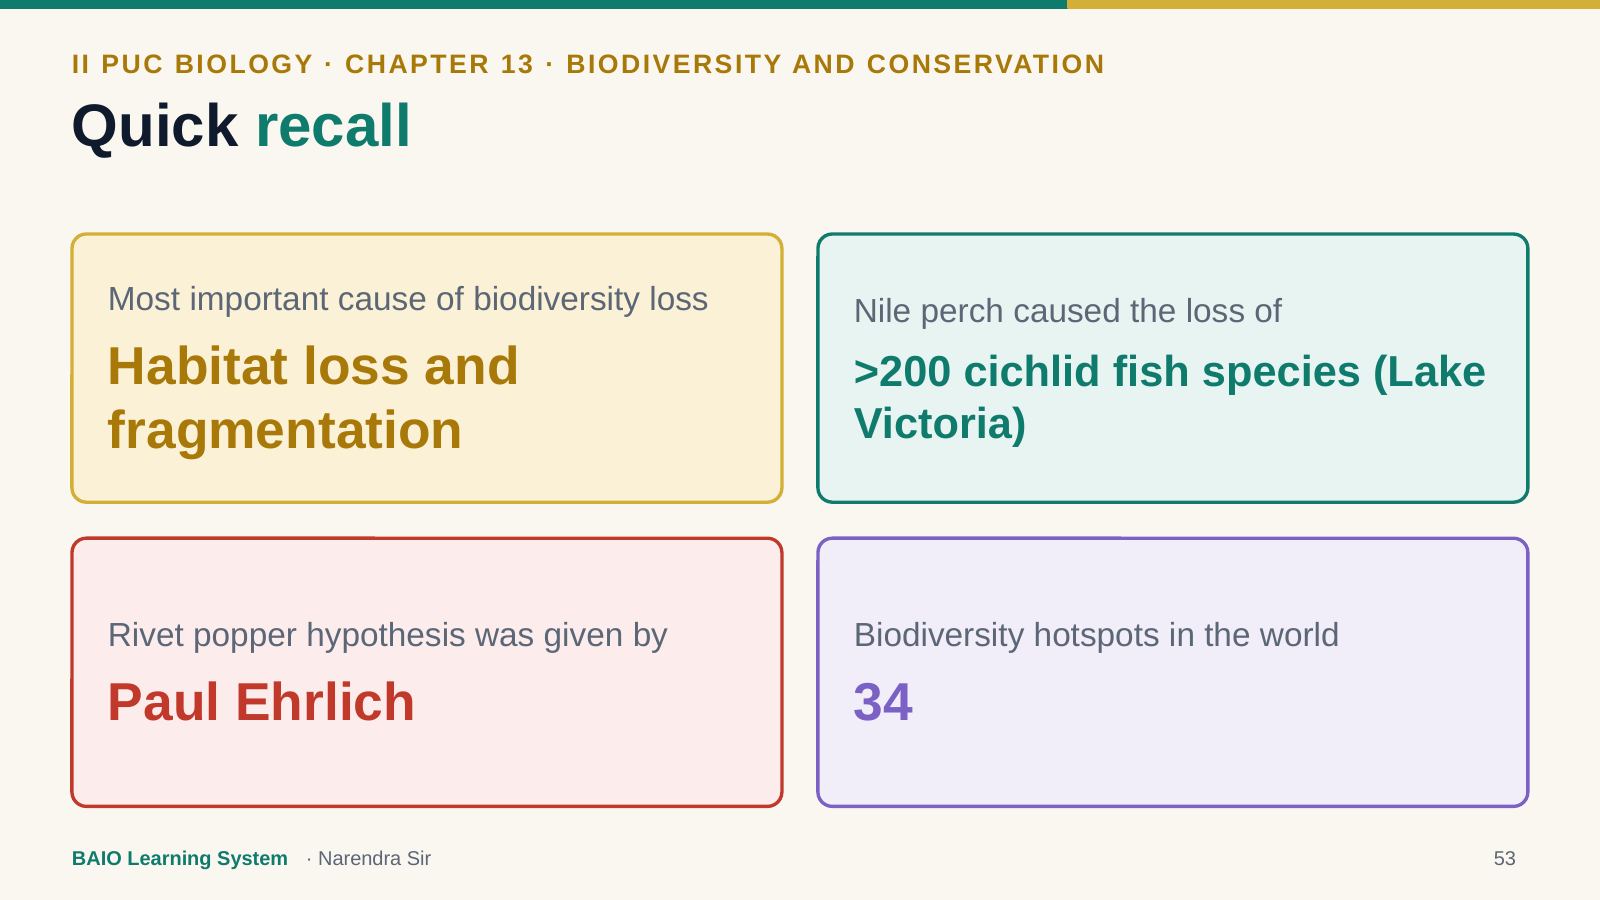 II PUC BIOLOGY · CHAPTER 13 · BIODIVERSITY AND CONSERVATION
Quick recall
Most important cause of biodiversity loss
Habitat loss and
fragmentation
Nile perch caused the loss of
>200 cichlid fish species (Lake
Victoria)
Rivet popper hypothesis was given by
Paul Ehrlich
Biodiversity hotspots in the world
34
BAIO Learning System · Narendra Sir
53